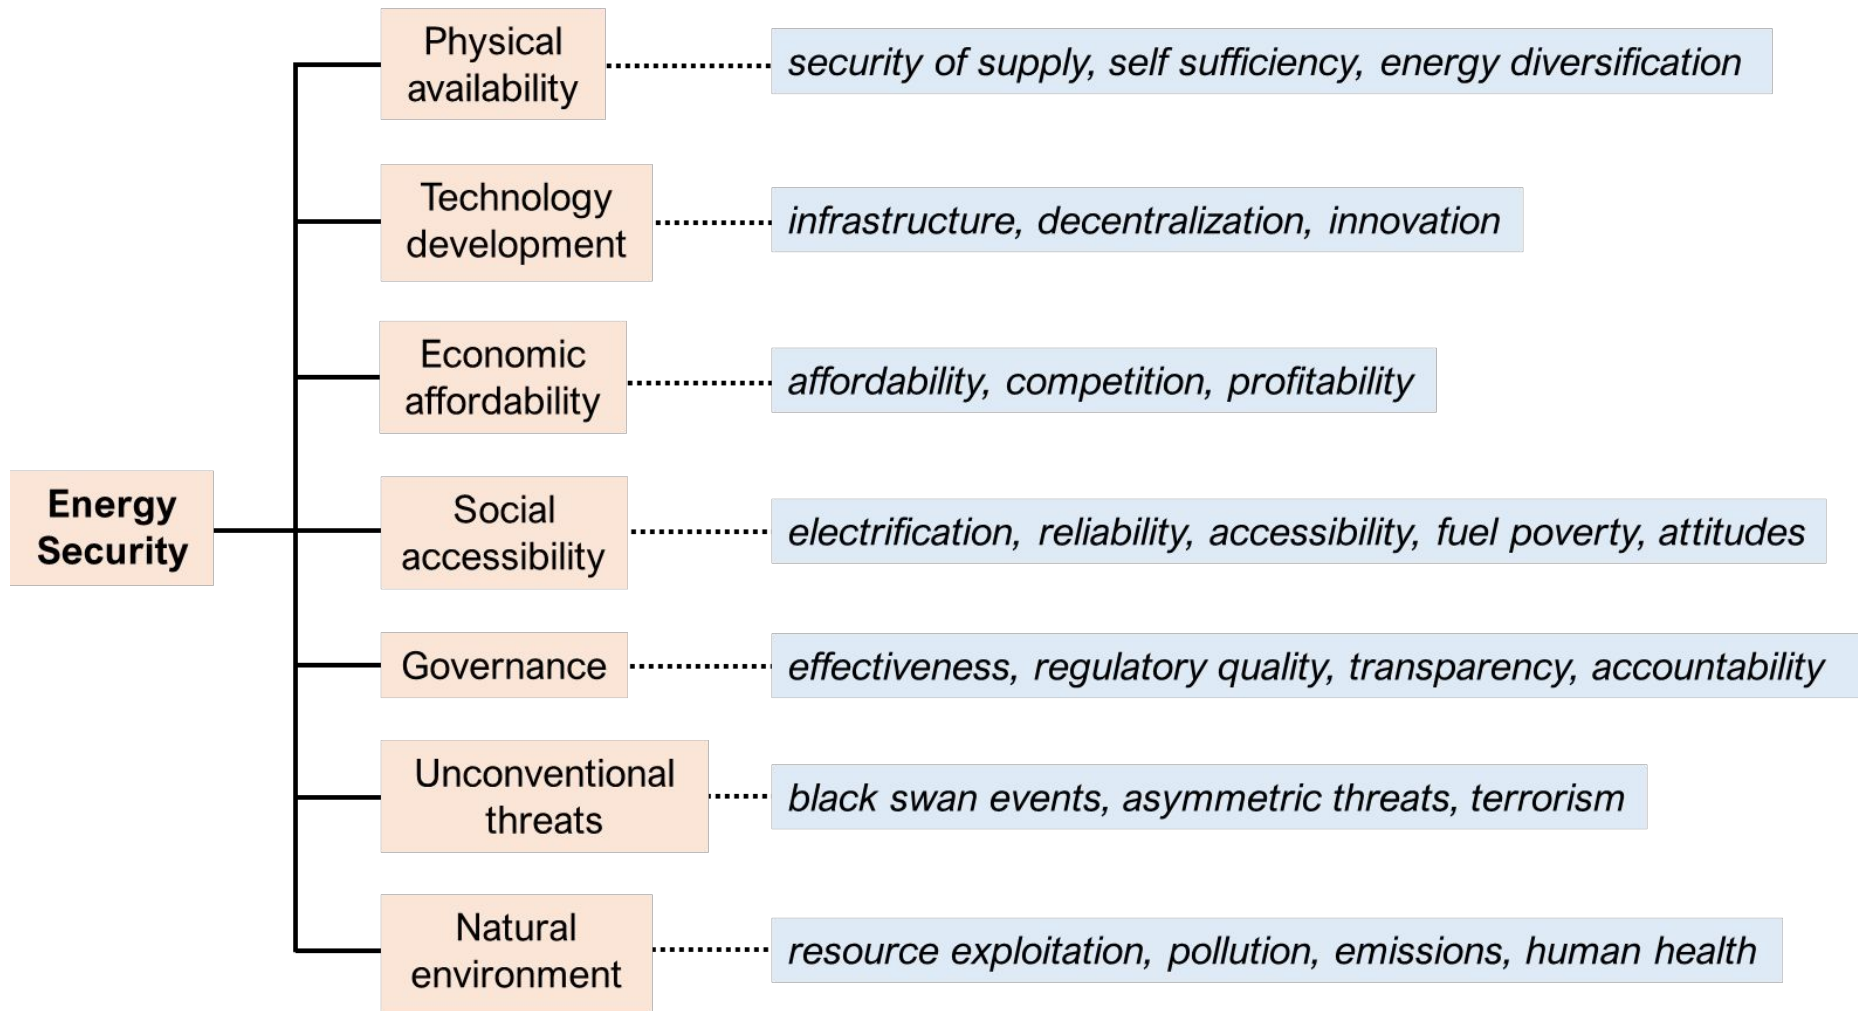 Physical
availability
security of supply, self sufficiency, energy diversification
Technology
development
infrastructure, decentralization, innovation
Economic
affordability
affordability, competition, profitability
Energy
Security
Social
accessibility
electrification, reliability, accessibility, fuel poverty, attitudes
Governance
effectiveness, regulatory quality, transparency, accountability
Unconventional
threats
black swan events, asymmetric threats, terrorism
Natural
environment
resource exploitation, pollution, emissions, human health